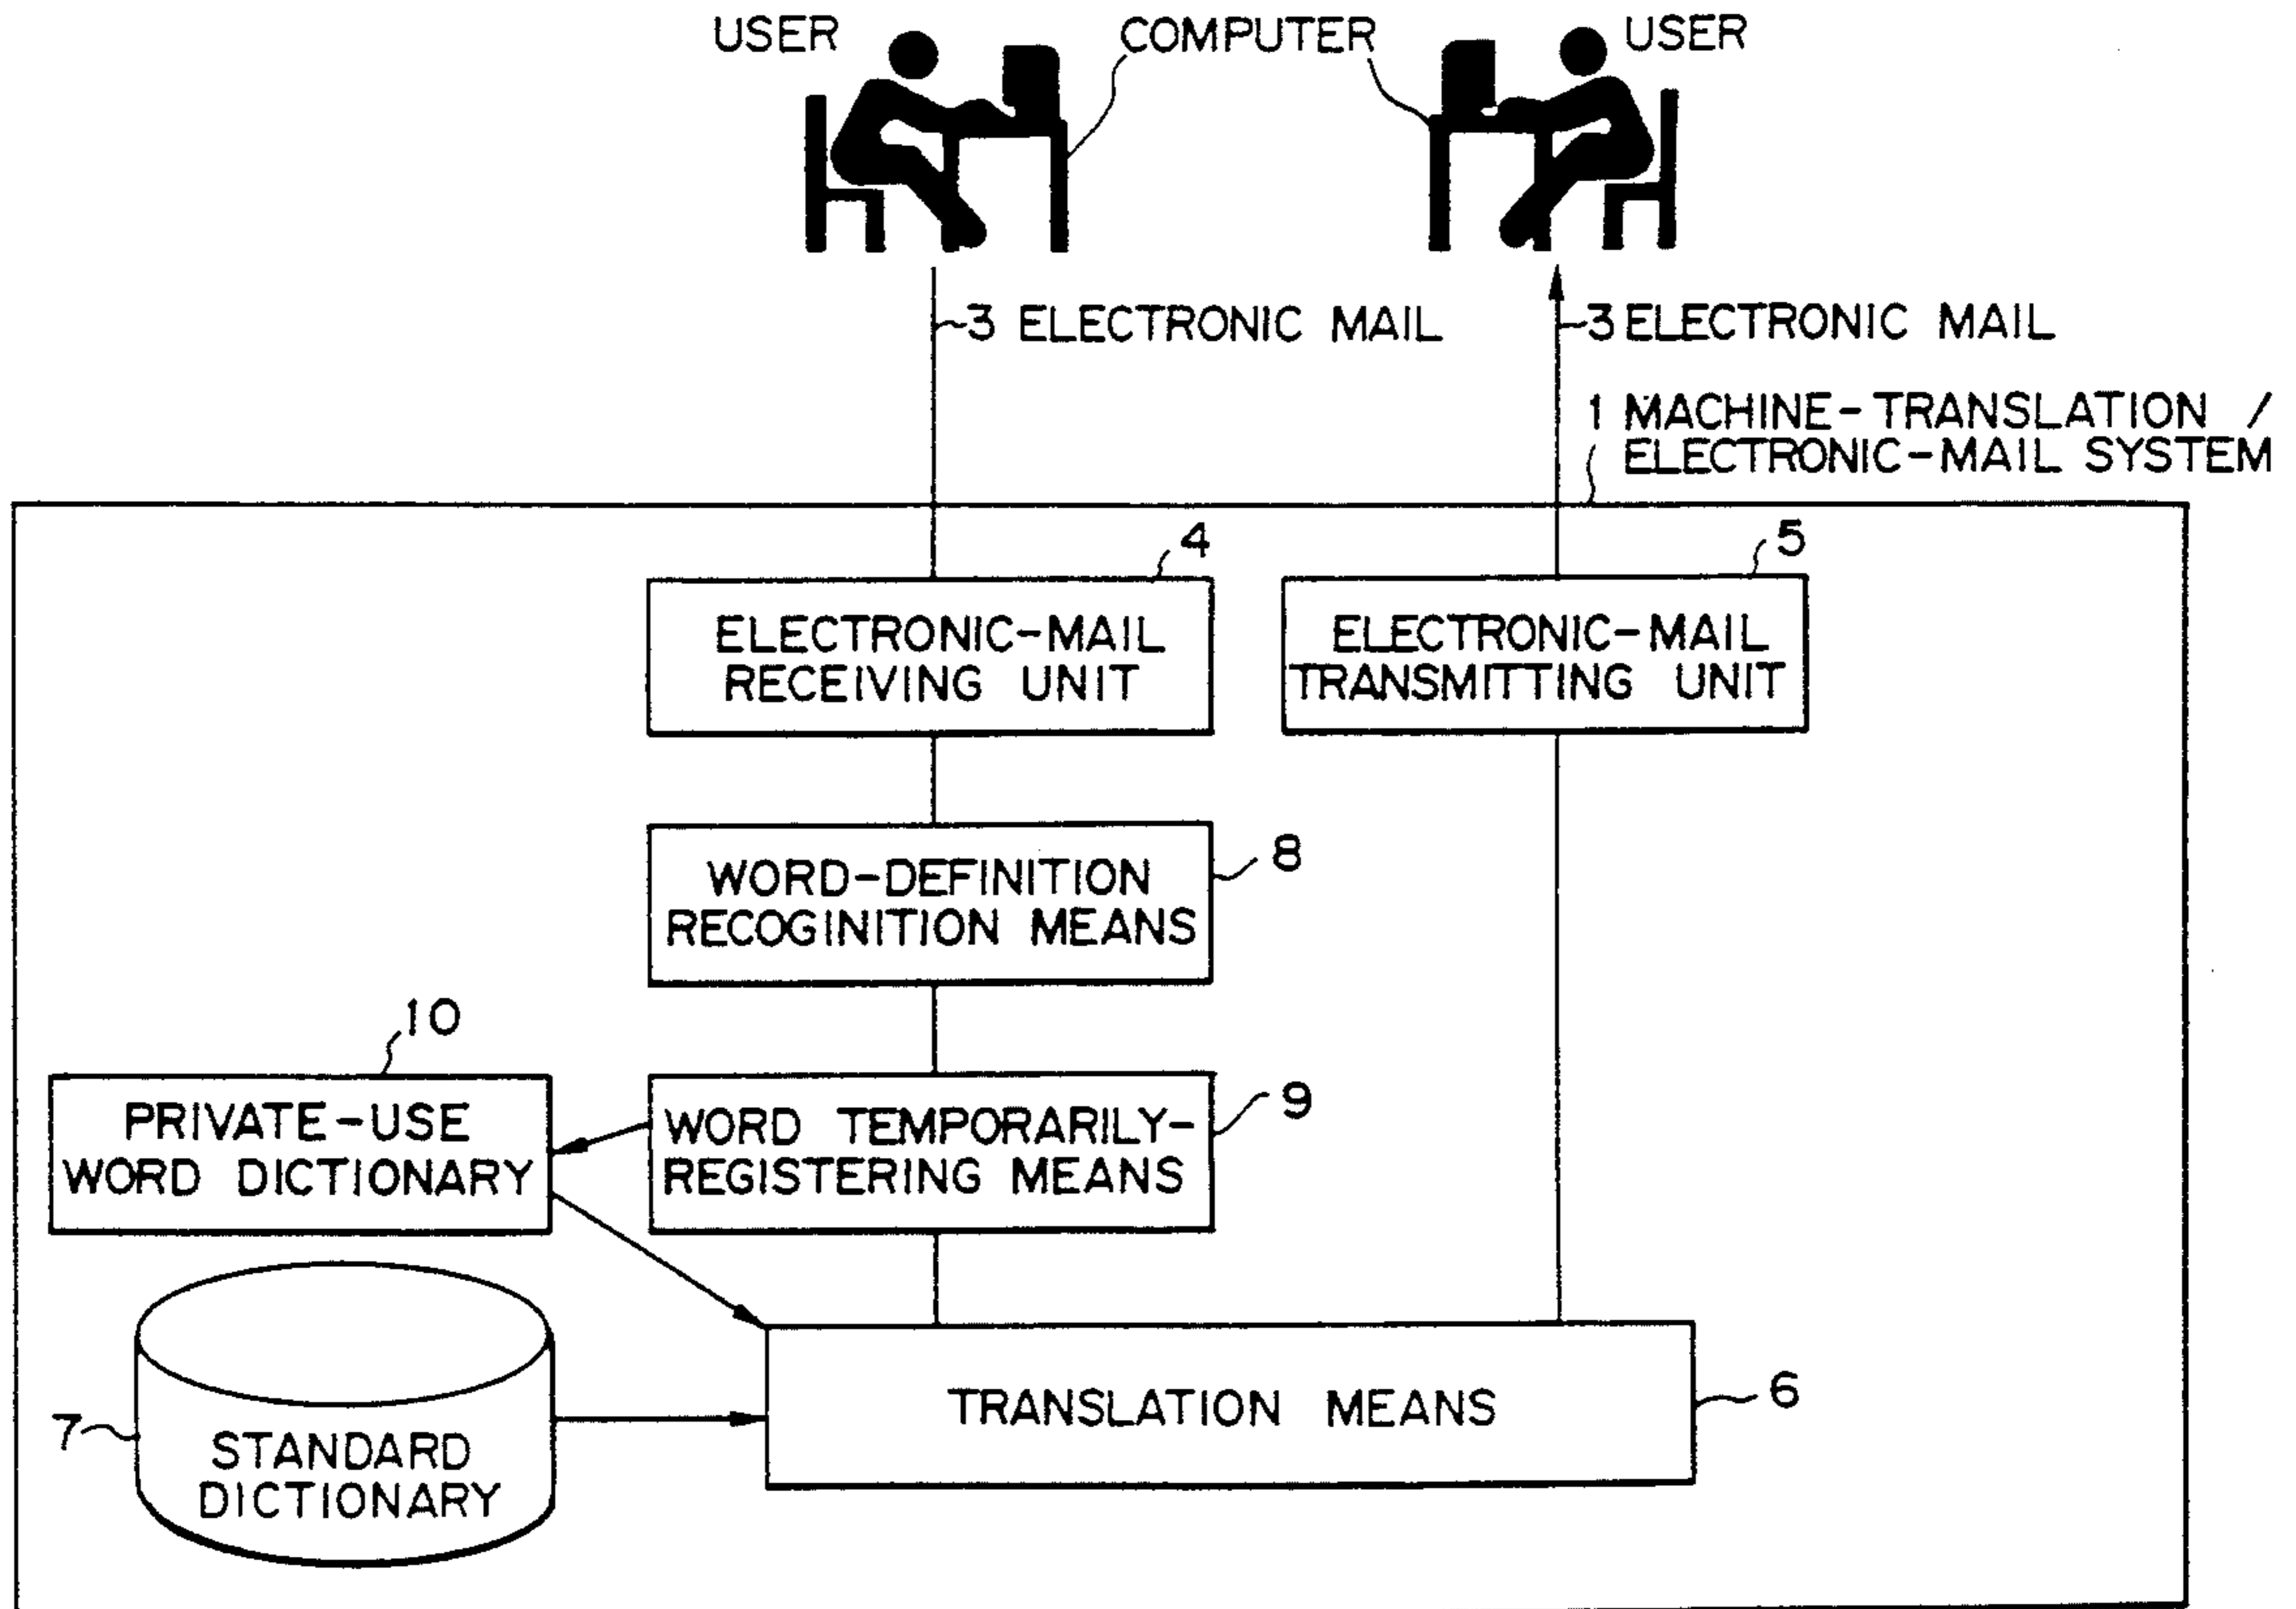 USER
COMPUTER
USER
3 ELECTRONIC MAIL
3 ELECTRONIC MAIL
1 MACHINE-TRANSLATION /
ELECTRONIC-MAIL SYSTEM
4
ELECTRONIC-MAIL
RECEIVING UNIT
5
ELECTRONIC-MAIL
TRANSMITTING UNIT
8
WORD-DEFINITION
RECOGINITION MEANS
10
PRIVATE-USE
WORD DICTIONARY
9
WORD TEMPORARILY-
REGISTERING MEANS
7
STANDARD
DICTIONARY
TRANSLATION MEANS
6